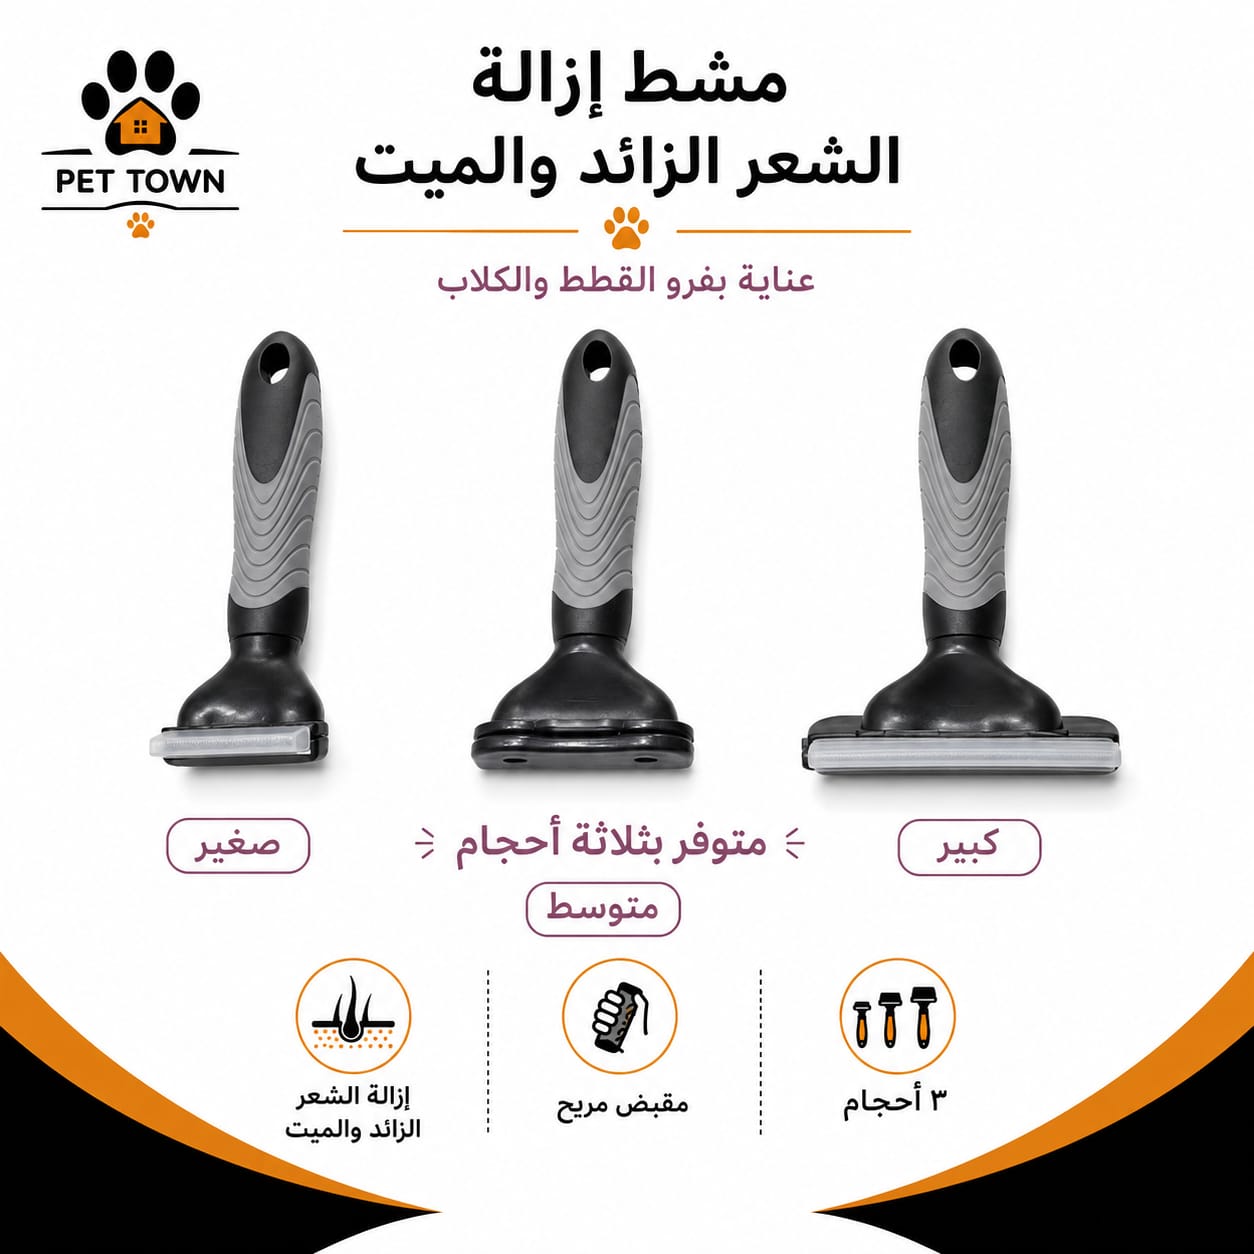 PET TOWN
مشط إزالة
الشعر الزائد والميت
عناية بفرو القطط والكلاب
كبير
متوفر بثلاثة أحجام
صغير
متوسط
٣ أحجام
مقبض مريح
إزالة الشعر
الزائد والميت